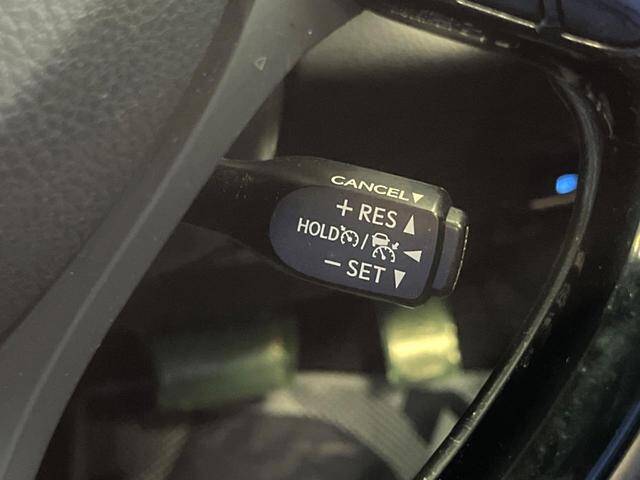 CANCEL▼
+ RES ▲
HOLD / ◀
− SET ▼